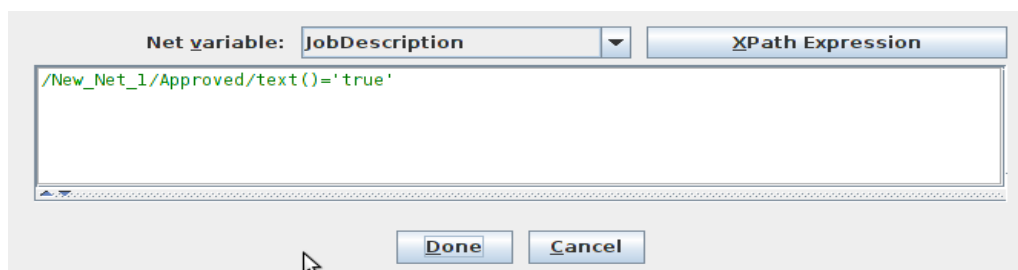 Net variable: JobDescription XPath Expression
/New_Net_1/Approved/text()='true'
Done Cancel